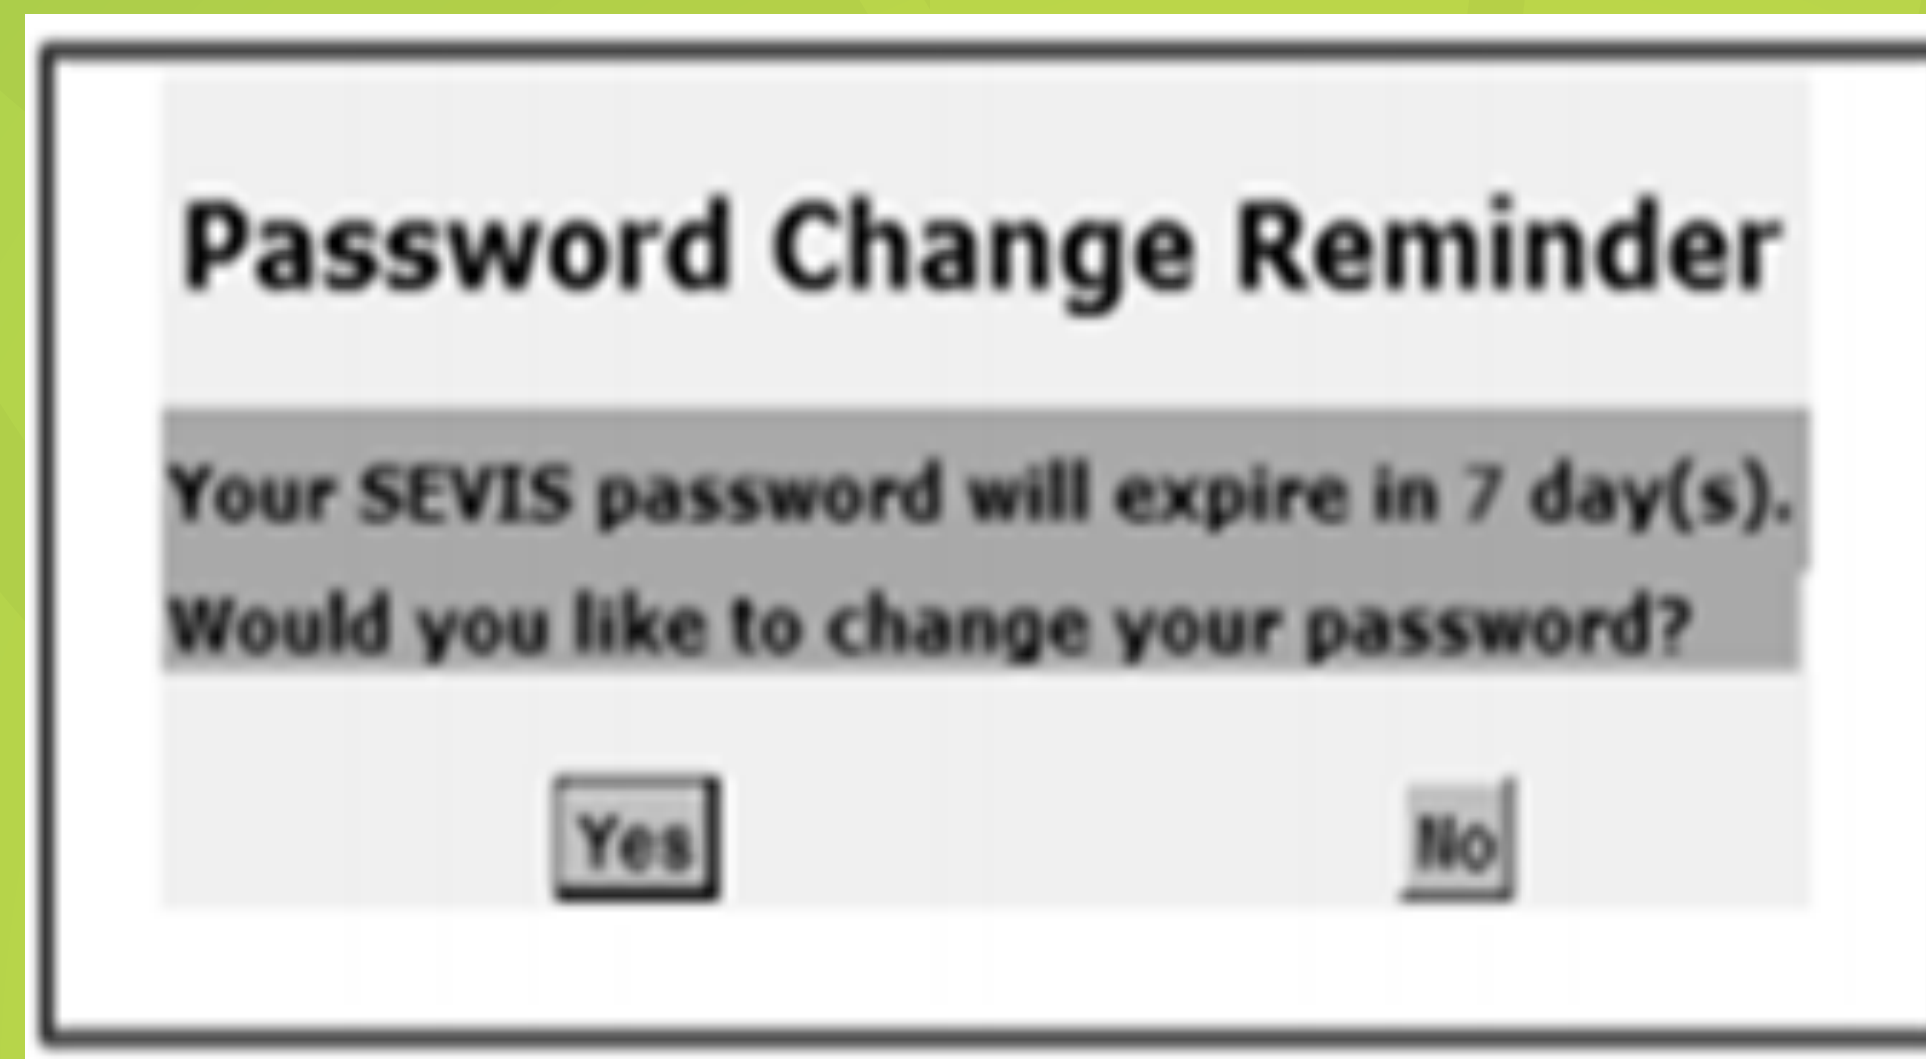 Password Change Reminder
Your SEVIS password will expire in 7 day(s).
Would you like to change your password?
Yes
No